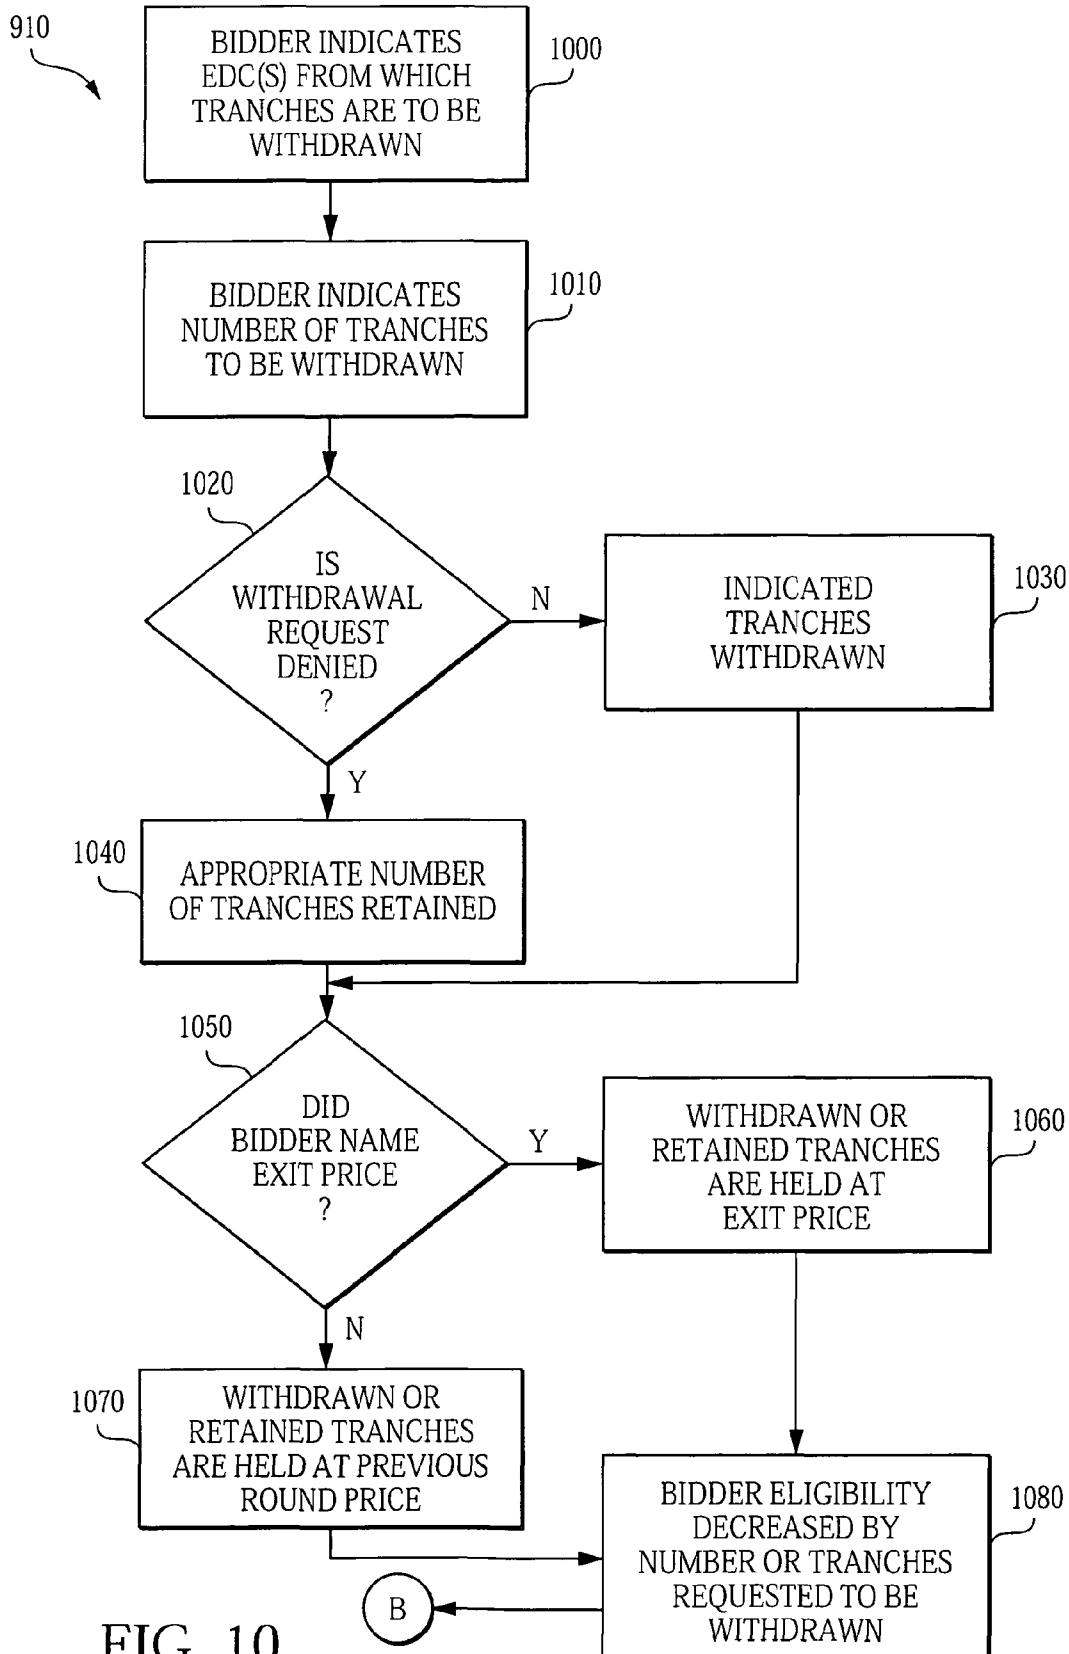 910
BIDDER INDICATES
EDC(S) FROM WHICH
TRANCHES ARE TO BE
WITHDRAWN
1000
BIDDER INDICATES
NUMBER OF TRANCHES
TO BE WITHDRAWN
1010
1020
IS
WITHDRAWAL
REQUEST
DENIED
?
N
INDICATED
TRANCHES
WITHDRAWN
1030
Y
1040
APPROPRIATE NUMBER
OF TRANCHES RETAINED
1050
DID
BIDDER NAME
EXIT PRICE
?
Y
WITHDRAWN OR
RETAINED TRANCHES
ARE HELD AT
EXIT PRICE
1060
N
1070
WITHDRAWN OR
RETAINED TRANCHES
ARE HELD AT PREVIOUS
ROUND PRICE
BIDDER ELIGIBILITY
DECREASED BY
NUMBER OR TRANCHES
REQUESTED TO BE
WITHDRAWN
1080
B
FIG. 10